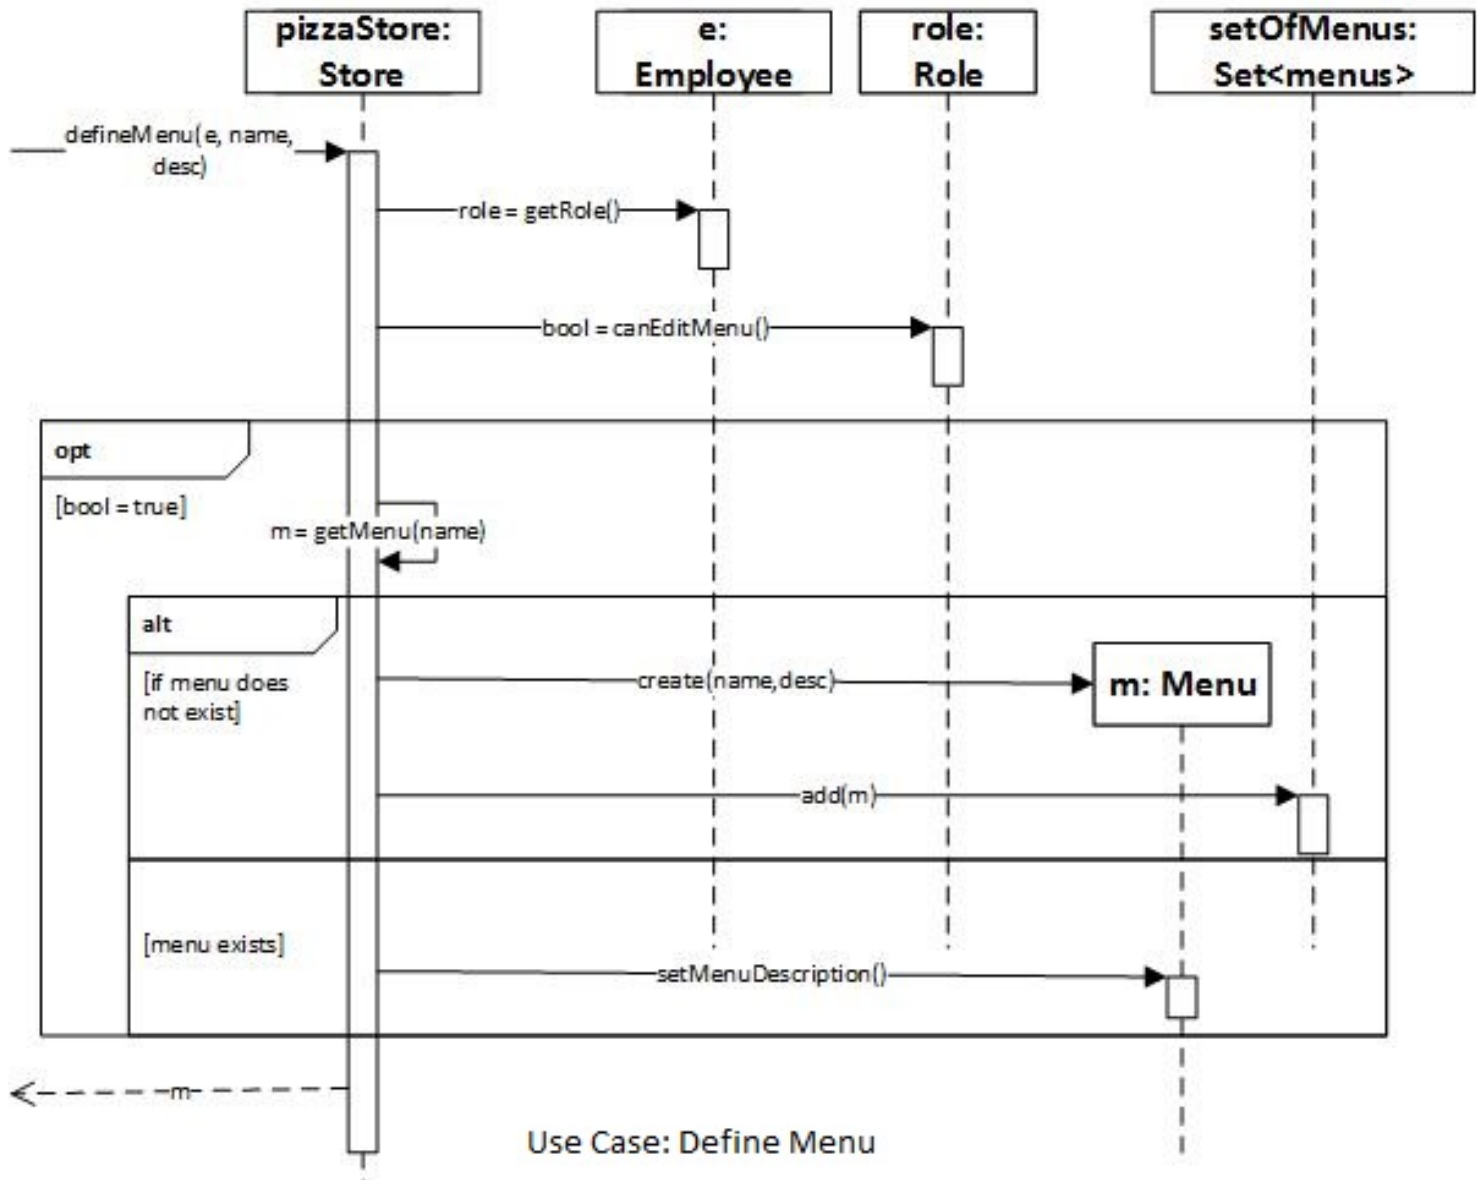 pizzaStore:
Store
e:
Employee
role:
Role
setOfMenus:
Set<menus>
defineMenu(e, name,
desc)
role = getRole()
bool = canEditMenu()
opt
[bool = true]
m = getMenu(name)
alt
[if menu does
not exist]
create(name,desc)
m: Menu
add(m)
[menu exists]
setMenuDescription()
m
Use Case: Define Menu